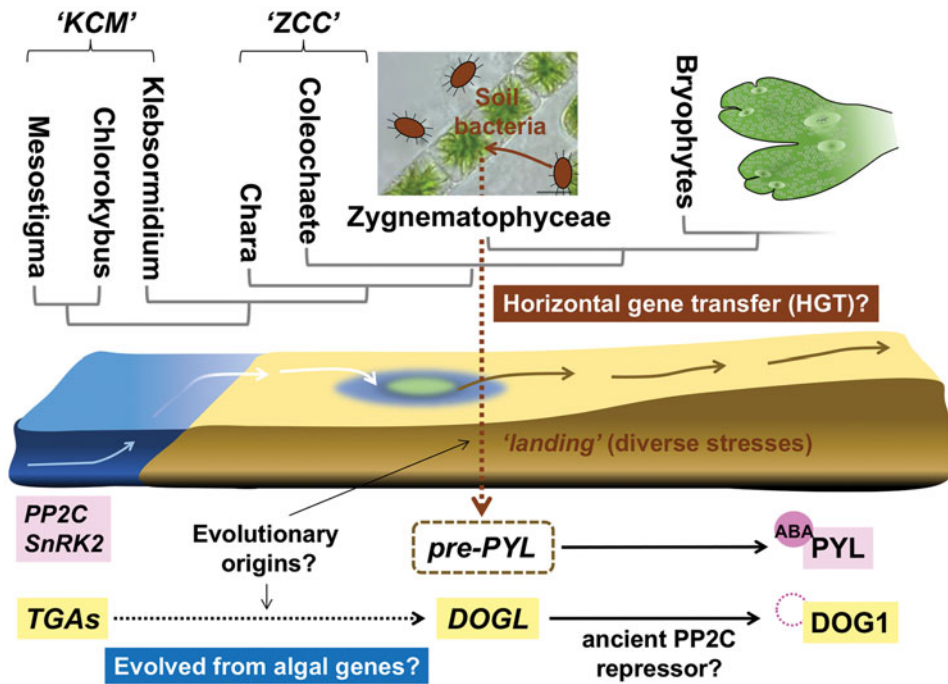 ‘KCM’
‘ZCC’
Mesostigma
Chlorokybus
Klebsormidium
Chara
Coleochaete
Soil
bacteria
Zygnematophyceae
Bryophytes
Horizontal gene transfer (HGT)?
‘landing’ (diverse stresses)
PP2C
SnRK2
Evolutionary
origins?
pre-PYL
ABA
PYL
TGAs
DOGL
DOG1
ancient PP2C
repressor?
Evolved from algal genes?